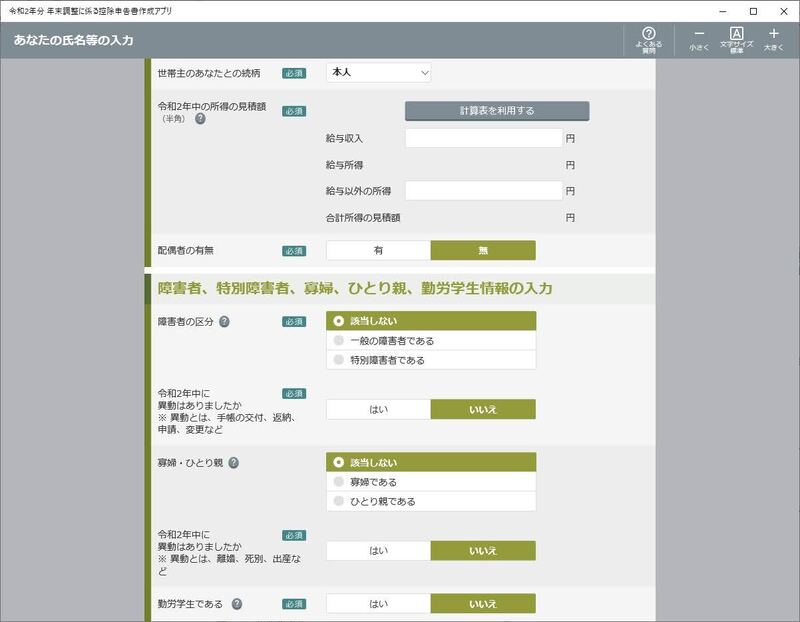 令和2年分 年末調整に係る控除申告書作成アプリ
あなたの氏名等の入力
よくある
質問
小さく
A
文字サイズ
標準
大きく
世帯主のあなたとの続柄 必須 本人
令和2年中の所得の見積額
（半角） ? 必須 計算表を利用する
給与収入 円
給与所得 円
給与以外の所得 円
合計所得の見積額 円
配偶者の有無 必須 有 無
障害者、特別障害者、寡婦、ひとり親、勤労学生情報の入力
障害者の区分 ? 必須 該当しない
一般の障害者である
特別障害者である
令和2年中に 必須
異動はありましたか はい いいえ
※ 異動とは、手帳の交付、返納、
申請、変更など
寡婦・ひとり親 ? 必須 該当しない
寡婦である
ひとり親である
令和2年中に 必須
異動はありましたか はい いいえ
※ 異動とは、離婚、死別、出産な
ど
勤労学生である ? 必須 はい いいえ